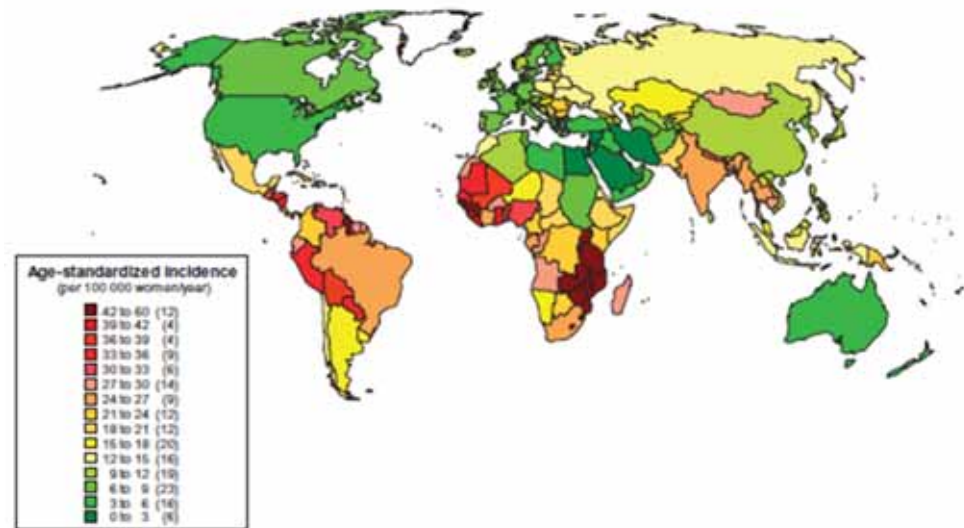 Age-standardized incidence
(per 100 000 women/year)
42 to 60 (12)
39 to 42 (4)
36 to 39 (4)
33 to 36 (9)
30 to 33 (6)
27 to 30 (14)
24 to 27 (9)
21 to 24 (12)
18 to 21 (12)
15 to 18 (20)
12 to 15 (16)
9 to 12 (19)
6 to 9 (23)
3 to 6 (16)
0 to 3 (6)